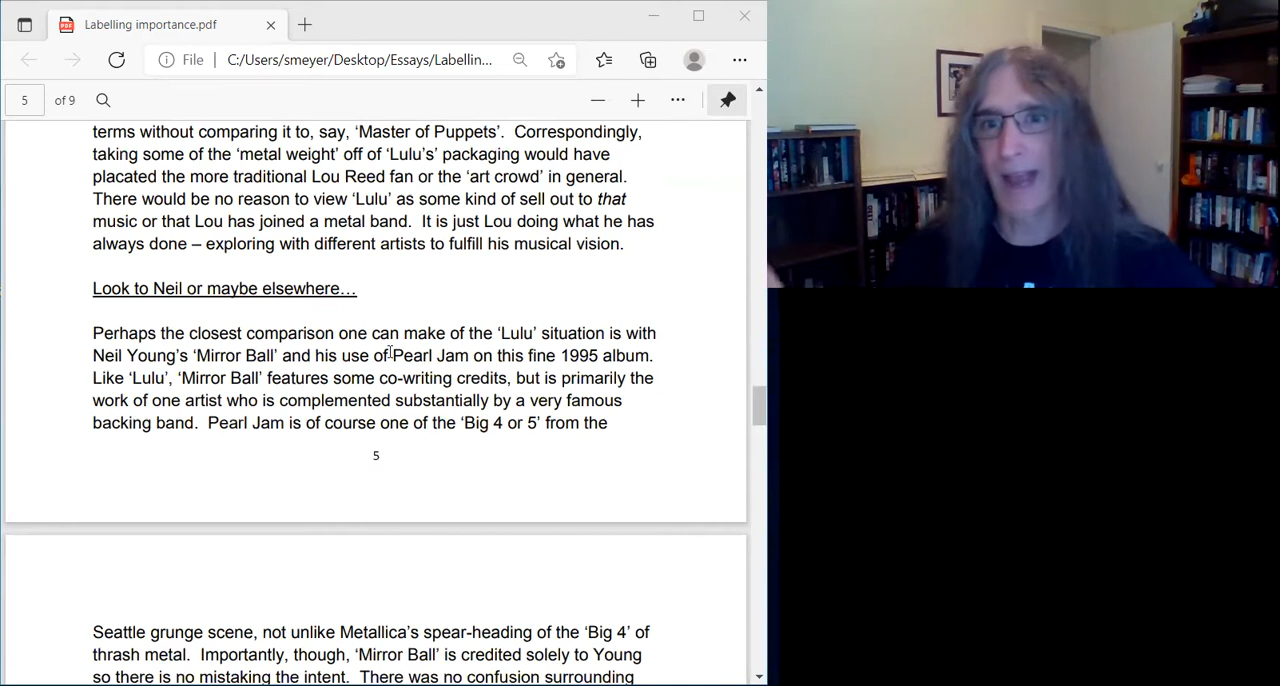 Labelling importance.pdf
File
C:/Users/smeyer/Desktop/Essays/Labellin...
5
of 9
terms without comparing it to, say, ‘Master of Puppets’.  Correspondingly,
taking some of the ‘metal weight’ off of ‘Lulu’s’ packaging would have
placated the more traditional Lou Reed fan or the ‘art crowd’ in general.
There would be no reason to view ‘Lulu’ as some kind of sell out to that
music or that Lou has joined a metal band.  It is just Lou doing what he has
always done – exploring with different artists to fulfill his musical vision.
Look to Neil or maybe elsewhere…
Perhaps the closest comparison one can make of the ‘Lulu’ situation is with
Neil Young’s ‘Mirror Ball’ and his use of Pearl Jam on this fine 1995 album.
Like ‘Lulu’, ‘Mirror Ball’ features some co-writing credits, but is primarily the
work of one artist who is complemented substantially by a very famous
backing band.  Pearl Jam is of course one of the ‘Big 4 or 5’ from the
5
Seattle grunge scene, not unlike Metallica’s spear-heading of the ‘Big 4’ of
thrash metal.  Importantly, though, ‘Mirror Ball’ is credited solely to Young
so there is no mistaking the intent.  There was no confusion surrounding